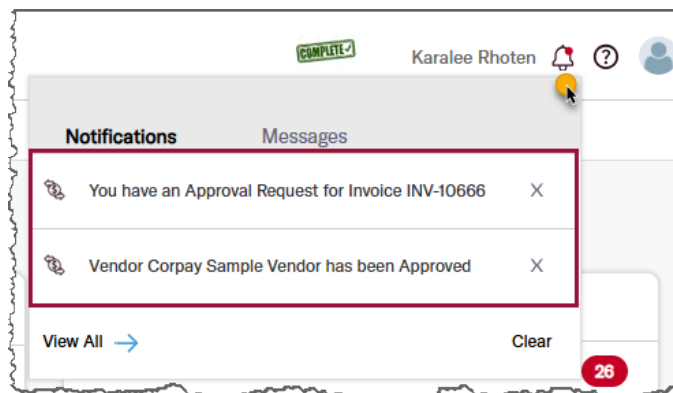 COMPLETE
Karalee Rhoten
Notifications Messages
You have an Approval Request for Invoice INV-10666 X
Vendor Corpay Sample Vendor has been Approved X
View All → Clear
26